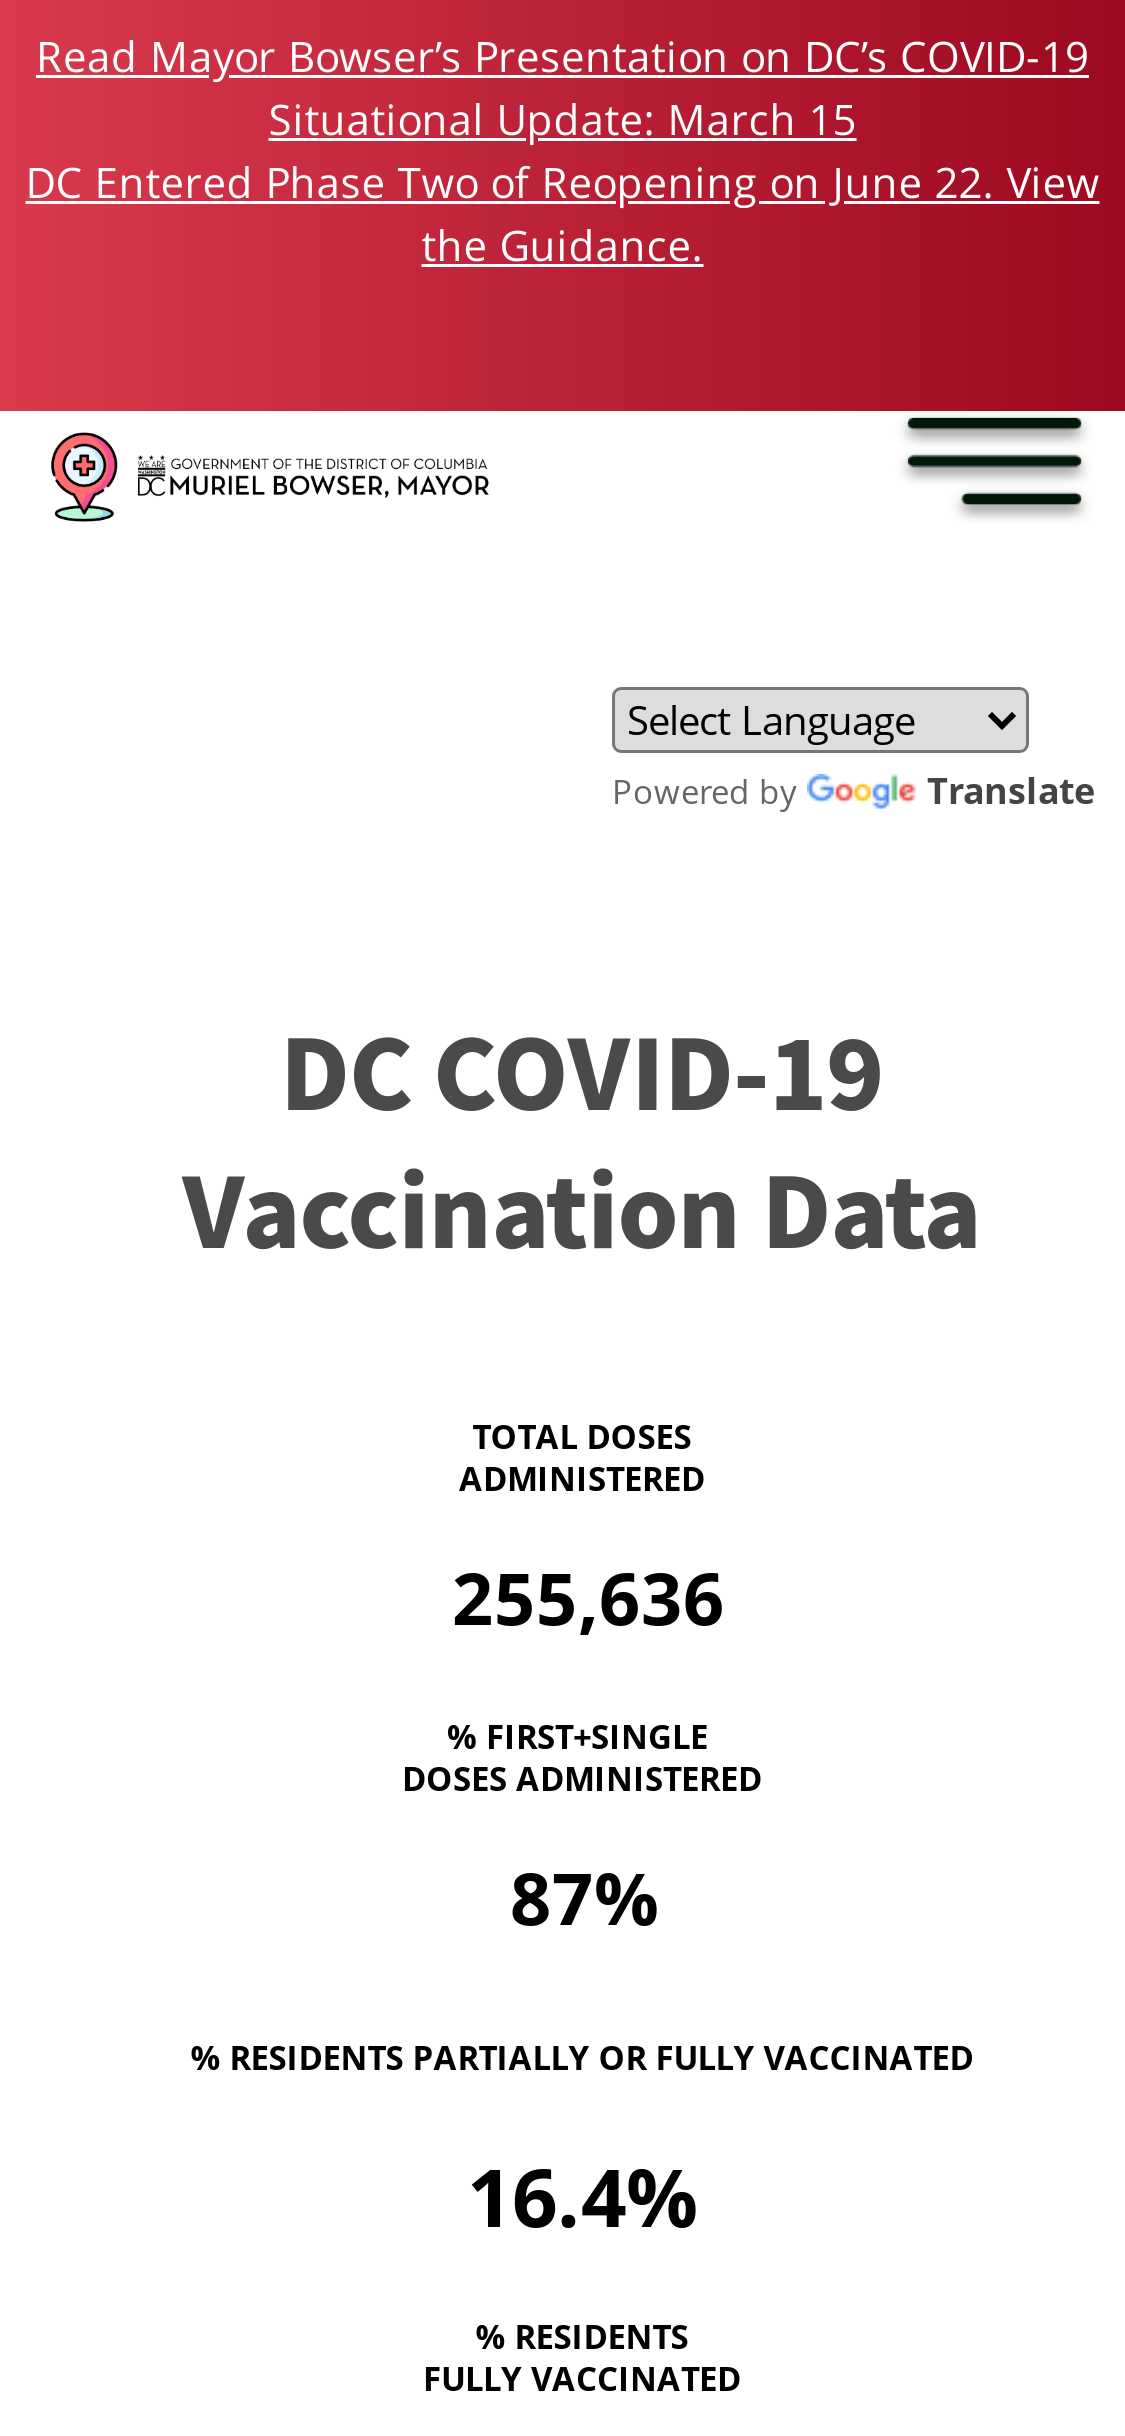 Read Mayor Bowser’s Presentation on DC’s COVID-19
Situational Update: March 15
DC Entered Phase Two of Reopening on June 22. View
the Guidance.
WE ARE
WASHINGTON
DC
GOVERNMENT OF THE DISTRICT OF COLUMBIA
MURIEL BOWSER, MAYOR
Select Language
Powered by Google Translate
DC COVID-19
Vaccination Data
TOTAL DOSES
ADMINISTERED
255,636
% FIRST+SINGLE
DOSES ADMINISTERED
87%
% RESIDENTS PARTIALLY OR FULLY VACCINATED
16.4%
% RESIDENTS
FULLY VACCINATED